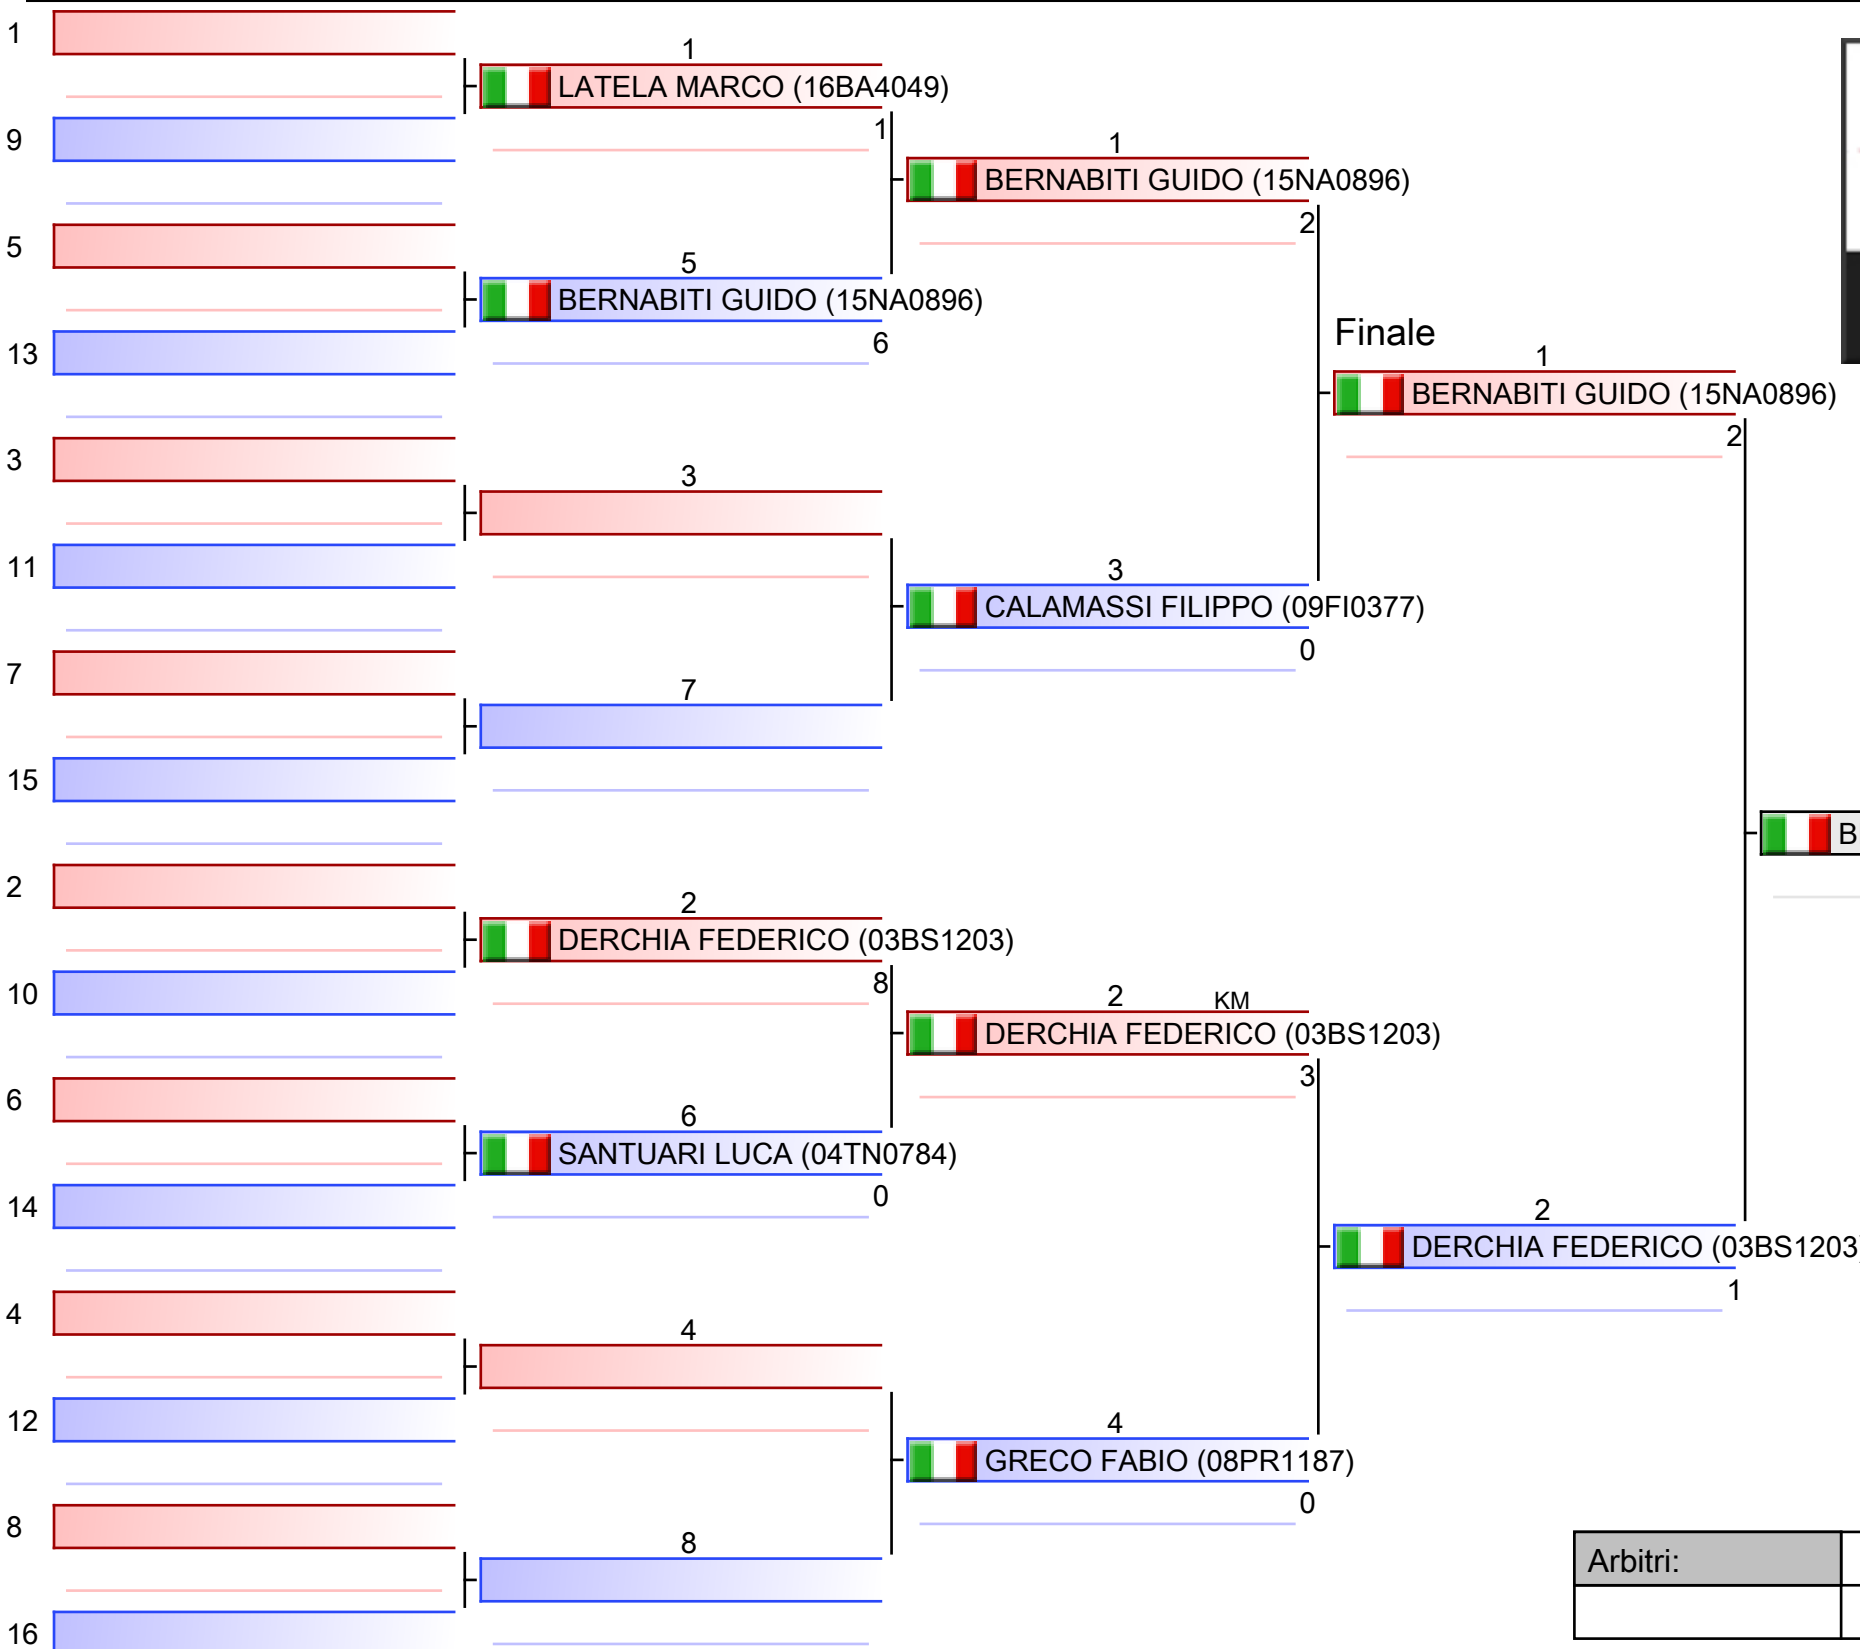 1
1
LATELA MARCO (16BA4049)
1
9
1
BERNABITI GUIDO (15NA0896)
2
5
5
BERNABITI GUIDO (15NA0896)
6
13
Finale
1
BERNABITI GUIDO (15NA0896)
2
3
3
11
3
CALAMASSI FILIPPO (09FI0377)
0
7
7
15
B
2
2
DERCHIA FEDERICO (03BS1203)
8
10
2 KM
DERCHIA FEDERICO (03BS1203)
3
6
6
SANTUARI LUCA (04TN0784)
0
14
2
DERCHIA FEDERICO (03BS1203)
1
4
4
12
4
GRECO FABIO (08PR1187)
0
8
8
Arbitri:
16